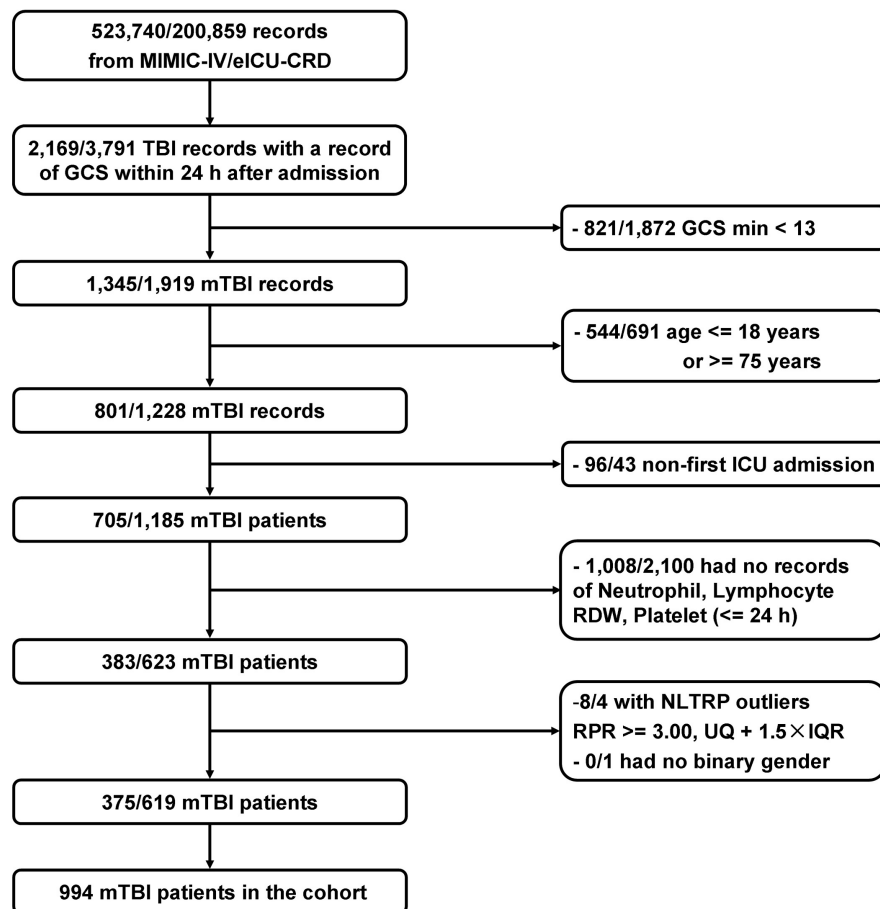 523,740/200,859 records
from MIMIC-IV/eICU-CRD
2,169/3,791 TBI records with a record
of GCS within 24 h after admission
- 821/1,872 GCS min < 13
1,345/1,919 mTBI records
- 544/691 age <= 18 years
or >= 75 years
801/1,228 mTBI records
- 96/43 non-first ICU admission
705/1,185 mTBI patients
- 1,008/2,100 had no records
of Neutrophil, Lymphocyte
RDW, Platelet (<= 24 h)
383/623 mTBI patients
-8/4 with NLTRP outliers
RPR >= 3.00, UQ + 1.5×IQR
- 0/1 had no binary gender
375/619 mTBI patients
994 mTBI patients in the cohort